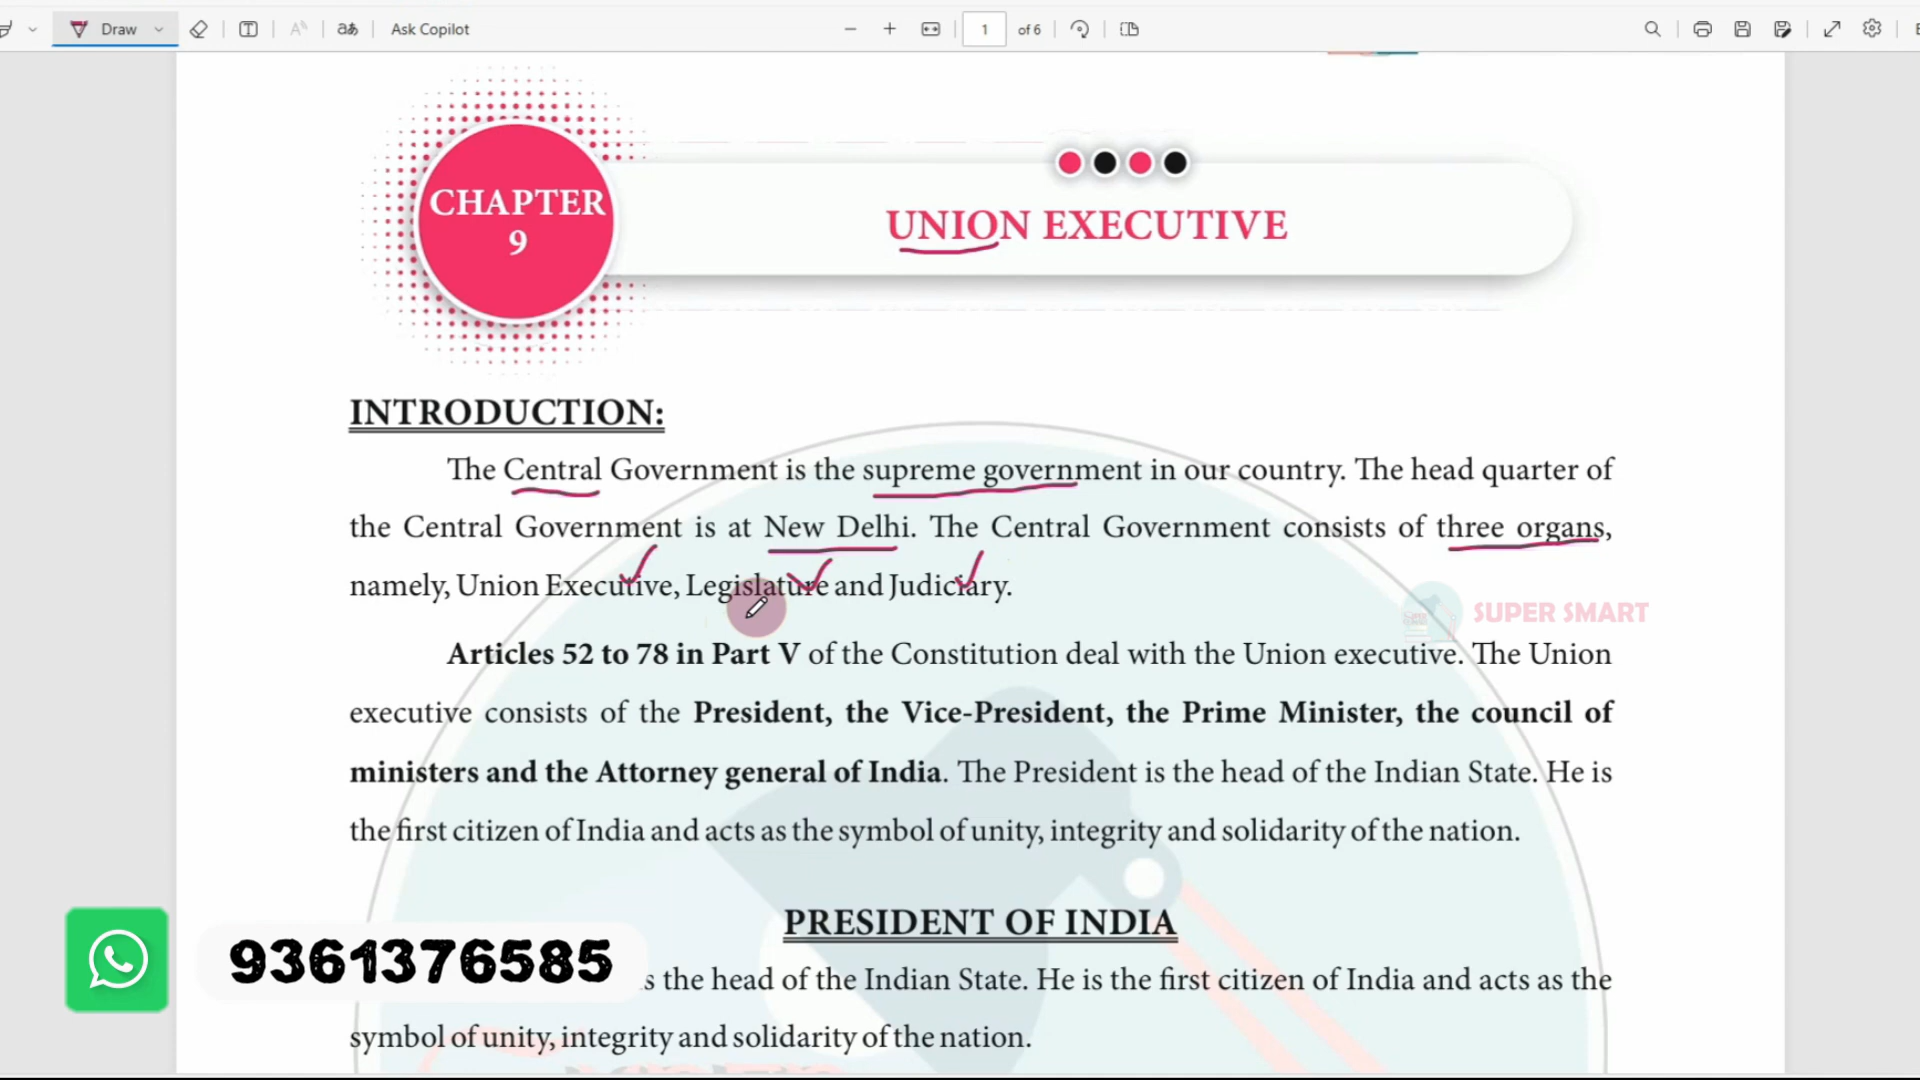 Draw
Ask Copilot
1 of 6
CHAPTER
9
UNION EXECUTIVE
INTRODUCTION:
The Central Government is the supreme government in our country. The head quarter of
the Central Government is at New Delhi. The Central Government consists of three organs,
namely, Union Executive, Legislature and Judiciary.
SUPER SMART
Articles 52 to 78 in Part V of the Constitution deal with the Union executive. The Union
executive consists of the President, the Vice-President, the Prime Minister, the council of
ministers and the Attorney general of India. The President is the head of the Indian State. He is
the first citizen of India and acts as the symbol of unity, integrity and solidarity of the nation.
PRESIDENT OF INDIA
9361376585
s the head of the Indian State. He is the first citizen of India and acts as the
symbol of unity, integrity and solidarity of the nation.